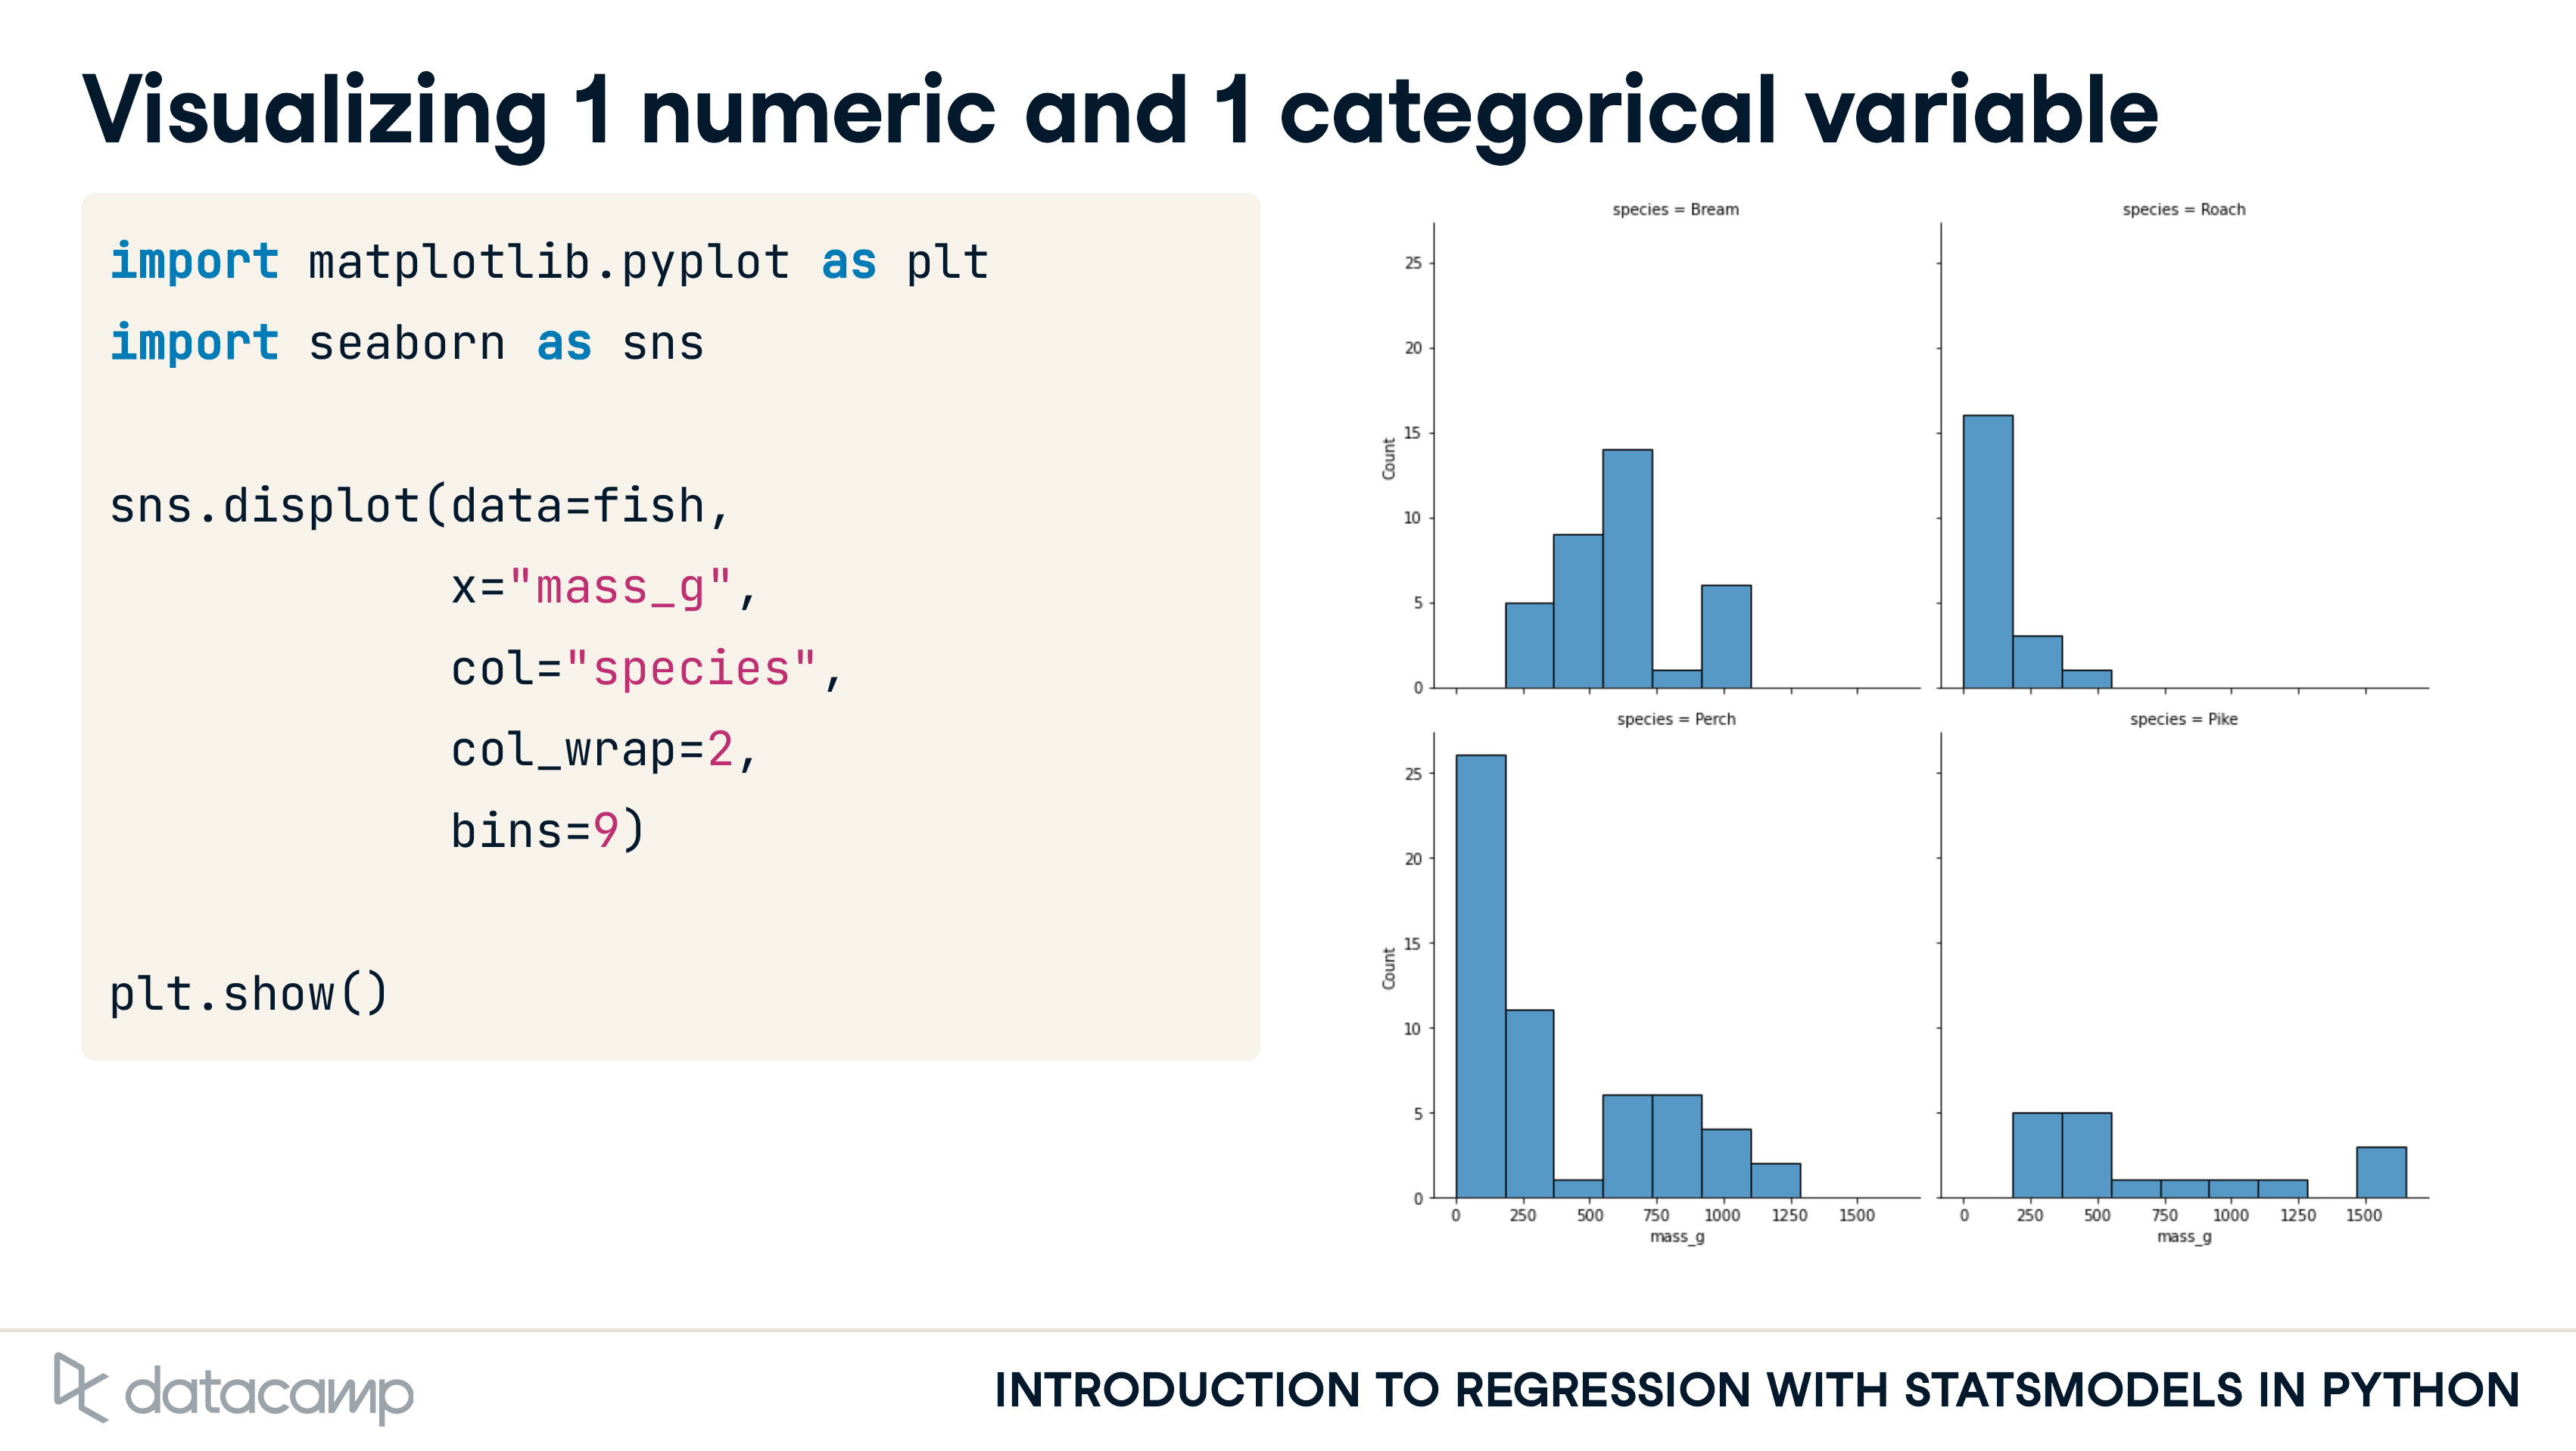 Visualizing 1 numeric and 1 categorical variable
import matplotlib.pyplot as plt
import seaborn as sns
sns.displot(data=fish,
x="mass_g",
col="species",
col_wrap=2,
bins=9)
plt.show()
species = Bream
25
20
15
10
5
0
Count
species = Roach
species = Perch
25
20
15
10
5
0
Count
0 250 500 750 1000 1250 1500
mass_g
species = Pike
0 250 500 750 1000 1250 1500
mass_g
datacamp
INTRODUCTION TO REGRESSION WITH STATSMODELS IN PYTHON